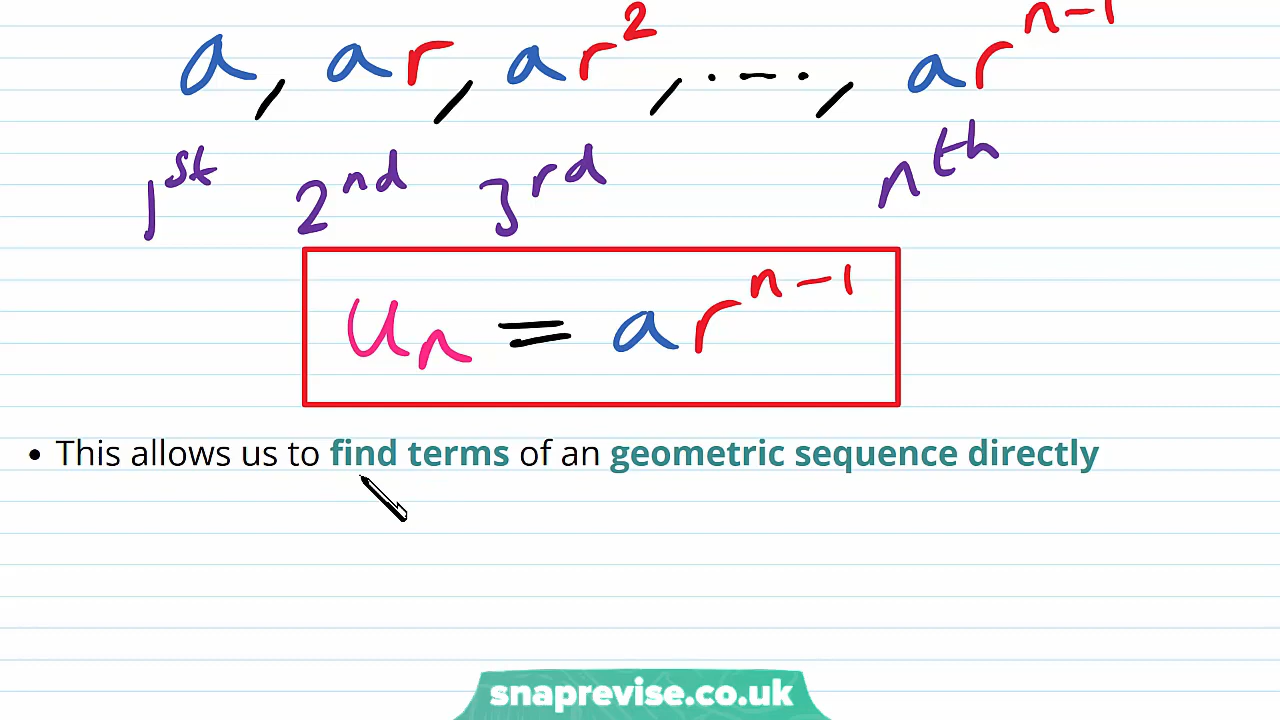 a, ar, ar², ..., arⁿ⁻¹
1ˢᵗ 2ⁿᵈ 3ʳᵈ nᵗʰ
uₙ = arⁿ⁻¹
• This allows us to find terms of an geometric sequence directly
snaprevise.co.uk